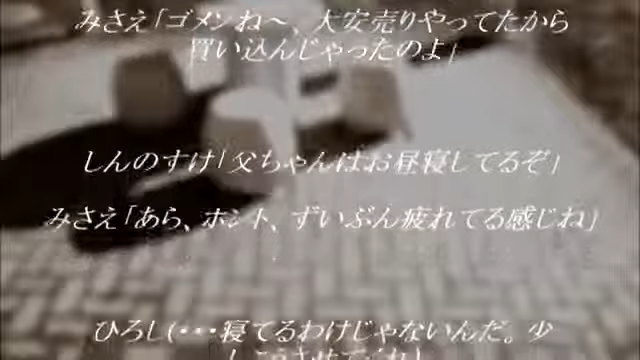 みさえ「ゴメンね~、大安売りやってたから
買い込んじゃったのよ」
しんのすけ「父ちゃんはお昼寝してるぞ」
みさえ「あら、ホント、ずいぶん疲れてる感じね」
ひろし(・・・寝てるわけじゃないんだ。少